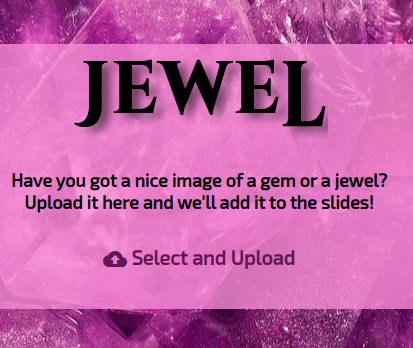 JEWEL
Have you got a nice image of a gem or a jewel?
Upload it here and we'll add it to the slides!
Select and Upload